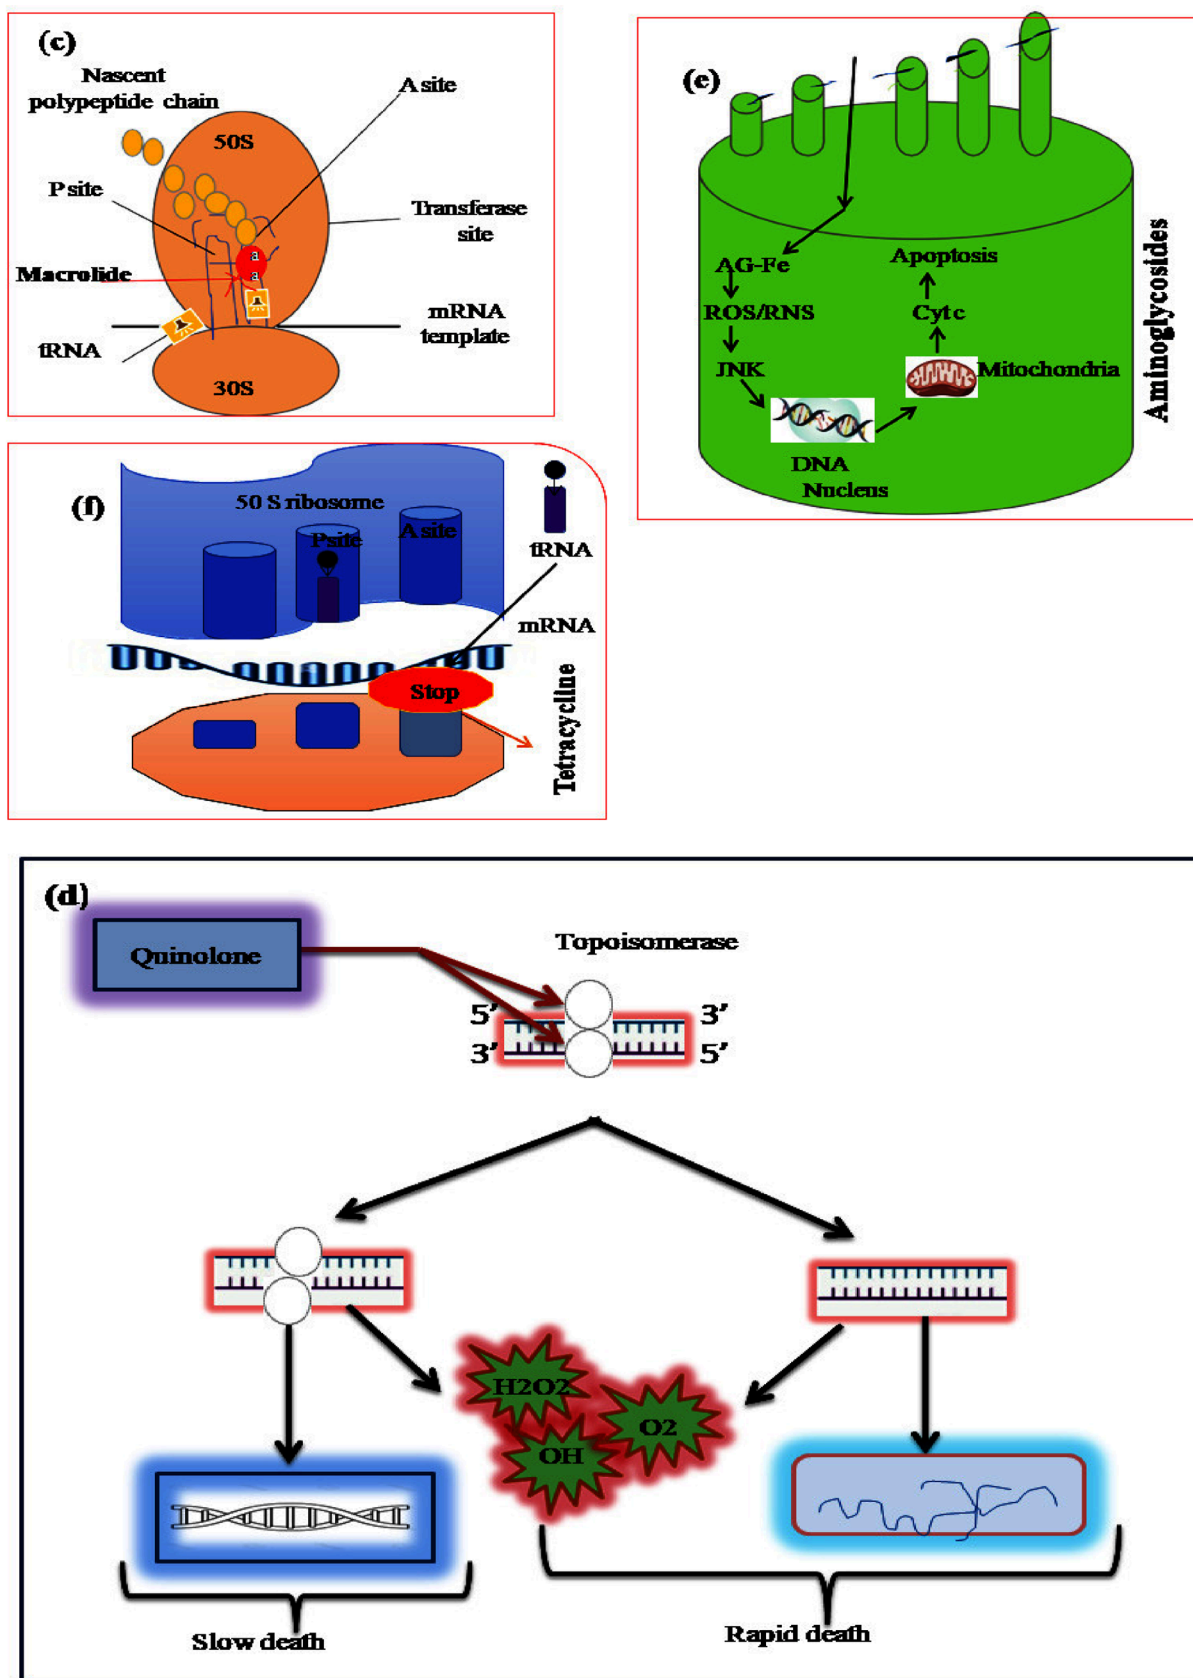 (c)
Nascent
polypeptide chain
A site
50S
P site
Transferase
site
Macrolide
a
a
mRNA
template
tRNA
30S
(e)
AG-Fe
Apoptosis
ROS/RNS
Cytc
JNK
Mitochondria
DNA
Nucleus
Aminoglycosides
(f)
50 S ribosome
Psite
A site
tRNA
mRNA
Stop
Tetracycline
(d)
Quinolone
Topoisomerase
5’
3’
3’
5’
H2O2
O2
OH
Slow death
Rapid death